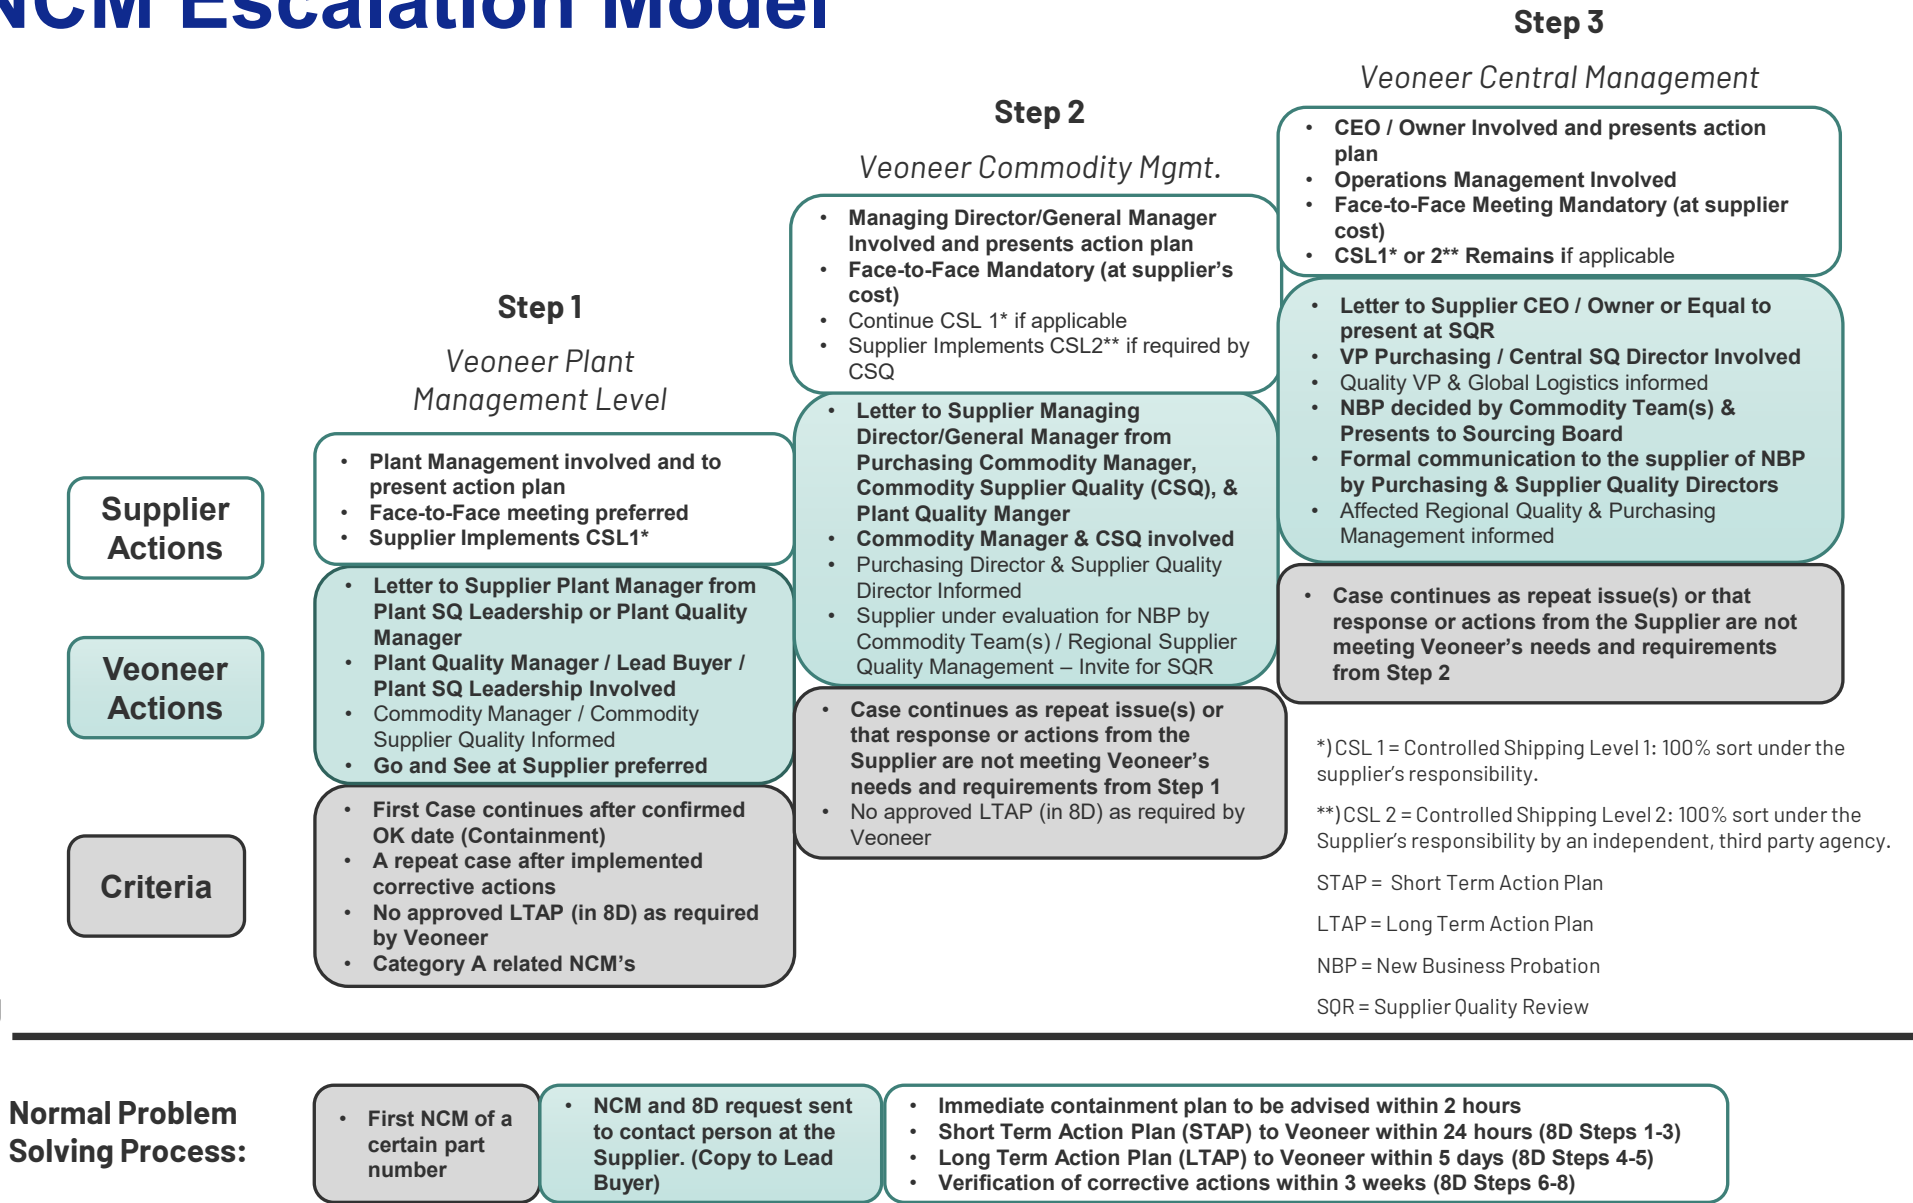 NCM Escalation Model
Step 3
Veoneer Central Management
• CEO / Owner Involved and presents action
plan
• Operations Management Involved
• Face-to-Face Meeting Mandatory (at supplier
cost)
• CSL1* or 2** Remains if applicable
• Letter to Supplier CEO / Owner or Equal to
present at SQR
• VP Purchasing / Central SQ Director Involved
• Quality VP & Global Logistics informed
• NBP decided by Commodity Team(s) &
Presents to Sourcing Board
• Formal communication to the supplier of NBP
by Purchasing & Supplier Quality Directors
• Affected Regional Quality & Purchasing
Management informed
• Case continues as repeat issue(s) or that
response or actions from the Supplier are not
meeting Veoneer's needs and requirements
from Step 2
Step 2
Veoneer Commodity Mgmt.
• Managing Director/General Manager
Involved and presents action plan
• Face-to-Face Mandatory (at supplier's
cost)
• Continue CSL 1* if applicable
• Supplier Implements CSL2** if required by
CSQ
• Letter to Supplier Managing
Director/General Manager from
Purchasing Commodity Manager,
Commodity Supplier Quality (CSQ), &
Plant Quality Manger
• Commodity Manager & CSQ involved
• Purchasing Director & Supplier Quality
Director Informed
• Supplier under evaluation for NBP by
Commodity Team(s) / Regional Supplier
Quality Management – Invite for SQR
• Case continues as repeat issue(s) or
that response or actions from the
Supplier are not meeting Veoneer's
needs and requirements from Step 1
• No approved LTAP (in 8D) as required by
Veoneer
Step 1
Veoneer Plant
Management Level
• Plant Management involved and to
present action plan
• Face-to-Face meeting preferred
• Supplier Implements CSL1*
• Letter to Supplier Plant Manager from
Plant SQ Leadership or Plant Quality
Manager
• Plant Quality Manager / Lead Buyer /
Plant SQ Leadership Involved
• Commodity Manager / Commodity
Supplier Quality Informed
• Go and See at Supplier preferred
• First Case continues after confirmed
OK date (Containment)
• A repeat case after implemented
corrective actions
• No approved LTAP (in 8D) as required
by Veoneer
• Category A related NCM's
Supplier
Actions
Veoneer
Actions
Criteria
*) CSL 1 = Controlled Shipping Level 1: 100% sort under the
supplier's responsibility.
**) CSL 2 = Controlled Shipping Level 2: 100% sort under the
Supplier's responsibility by an independent, third party agency.
STAP = Short Term Action Plan
LTAP = Long Term Action Plan
NBP = New Business Probation
SQR = Supplier Quality Review
Normal Problem
Solving Process:
• First NCM of a
certain part
number
• NCM and 8D request sent
to contact person at the
Supplier. (Copy to Lead
Buyer)
• Immediate containment plan to be advised within 2 hours
• Short Term Action Plan (STAP) to Veoneer within 24 hours (8D Steps 1-3)
• Long Term Action Plan (LTAP) to Veoneer within 5 days (8D Steps 4-5)
• Verification of corrective actions within 3 weeks (8D Steps 6-8)